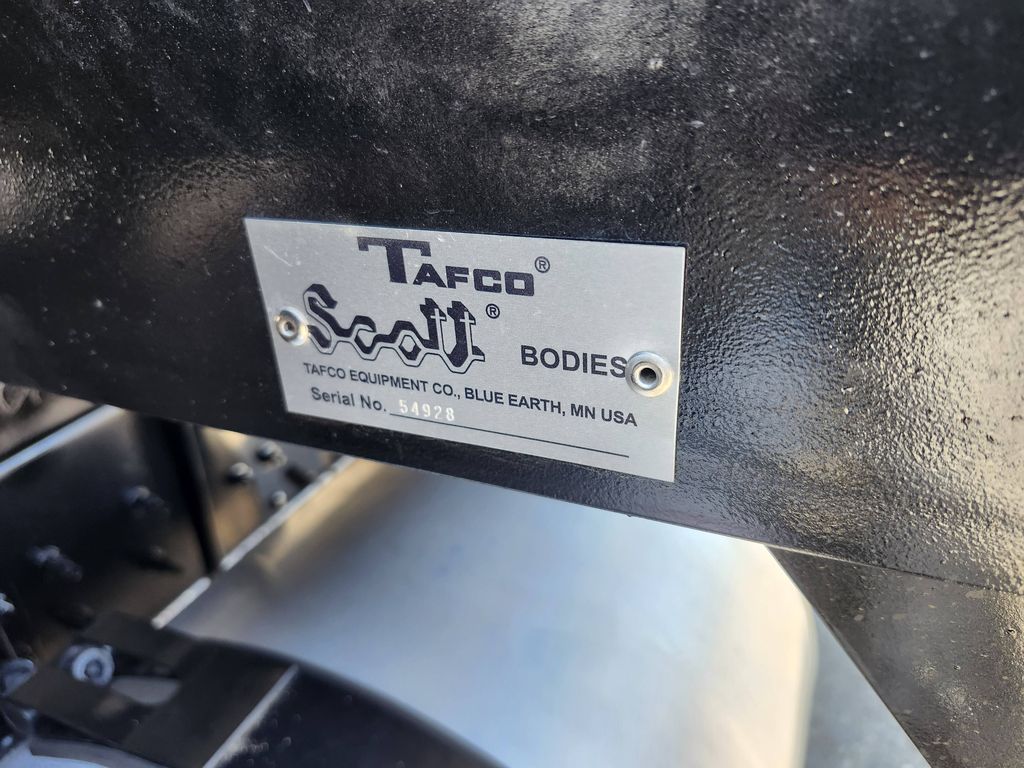 TAFCO®
Scott® BODIES
TAFCO EQUIPMENT CO., BLUE EARTH, MN USA
Serial No. 54928